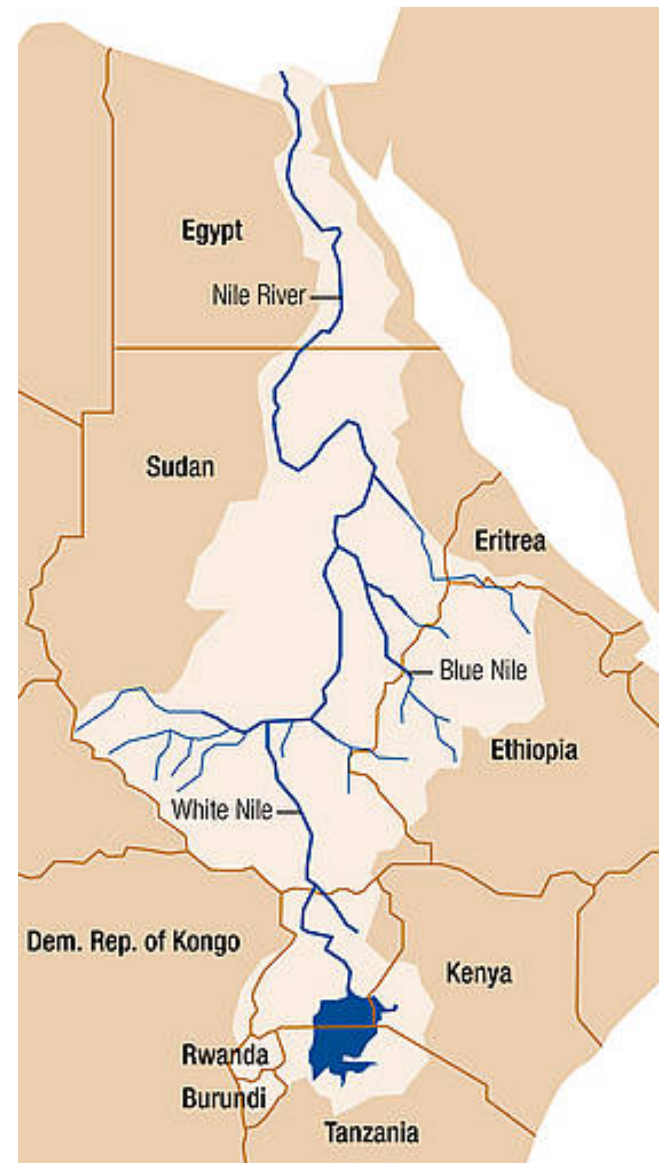 Egypt
Nile River
Sudan
Eritrea
Blue Nile
Ethiopia
White Nile
Dem. Rep. of Kongo
Kenya
Rwanda
Burundi
Tanzania